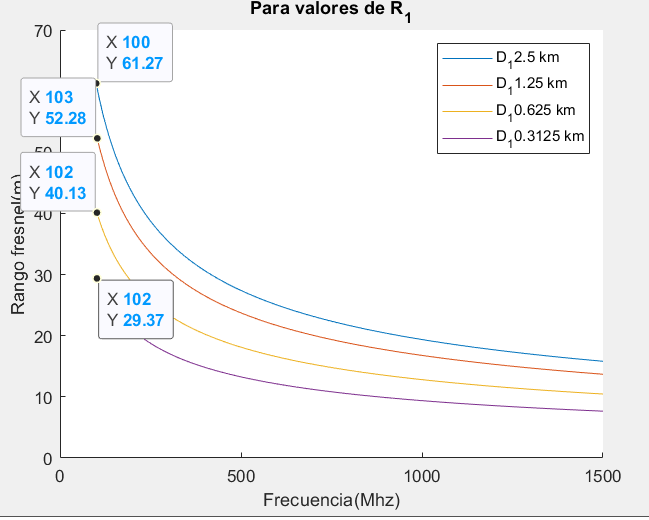 Para valores de R1
X 100
Y 61.27
X 103
Y 52.28
X 102
Y 40.13
X 102
Y 29.37
D12.5 km
D11.25 km
D10.625 km
D10.3125 km
70
50
40
30
20
10
0
Rango fresnel(m)
0
500
1000
1500
Frecuencia(Mhz)